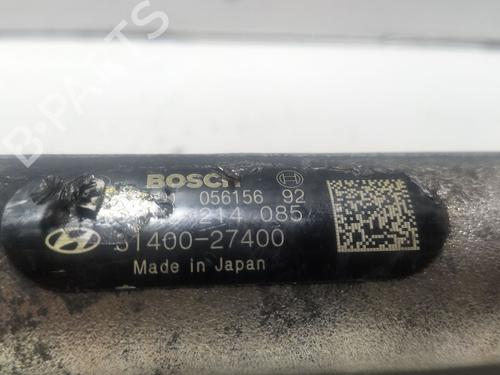 B-PARTS
BOSCH
056156 92
214 085
31400-27400
Made in Japan